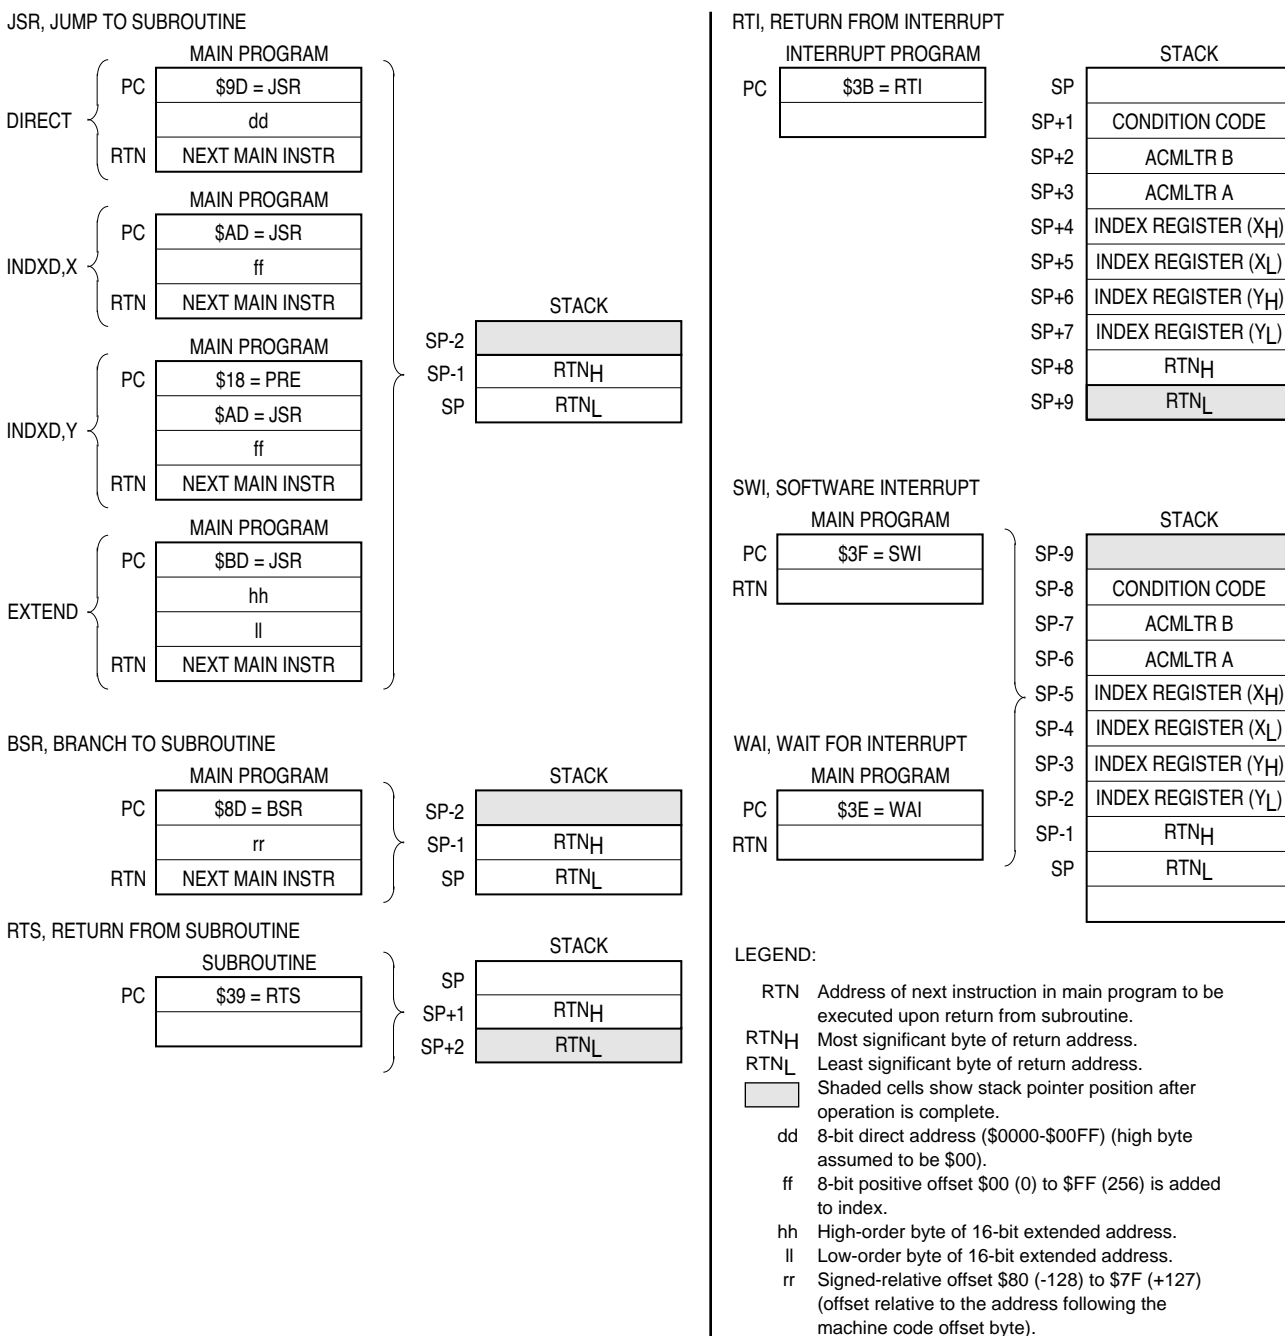 JSR, JUMP TO SUBROUTINE
MAIN PROGRAM
DIRECT
PC $9D = JSR
dd
RTN NEXT MAIN INSTR
MAIN PROGRAM
INDXD,X
PC $AD = JSR
ff
RTN NEXT MAIN INSTR
MAIN PROGRAM
INDXD,Y
PC $18 = PRE
$AD = JSR
ff
RTN NEXT MAIN INSTR
MAIN PROGRAM
EXTEND
PC $BD = JSR
hh
ll
RTN NEXT MAIN INSTR
STACK
SP-2
SP-1 RTNH
SP RTNL
BSR, BRANCH TO SUBROUTINE
MAIN PROGRAM
PC $8D = BSR
rr
RTN NEXT MAIN INSTR
STACK
SP-2
SP-1 RTNH
SP RTNL
RTS, RETURN FROM SUBROUTINE
SUBROUTINE
PC $39 = RTS
STACK
SP
SP+1 RTNH
SP+2 RTNL
RTI, RETURN FROM INTERRUPT
INTERRUPT PROGRAM
PC $3B = RTI
STACK
SP
SP+1 CONDITION CODE
SP+2 ACMLTR B
SP+3 ACMLTR A
SP+4 INDEX REGISTER (XH)
SP+5 INDEX REGISTER (XL)
SP+6 INDEX REGISTER (YH)
SP+7 INDEX REGISTER (YL)
SP+8 RTNH
SP+9 RTNL
SWI, SOFTWARE INTERRUPT
MAIN PROGRAM
PC $3F = SWI
RTN
WAI, WAIT FOR INTERRUPT
MAIN PROGRAM
PC $3E = WAI
RTN
STACK
SP-9
SP-8 CONDITION CODE
SP-7 ACMLTR B
SP-6 ACMLTR A
SP-5 INDEX REGISTER (XH)
SP-4 INDEX REGISTER (XL)
SP-3 INDEX REGISTER (YH)
SP-2 INDEX REGISTER (YL)
SP-1 RTNH
SP RTNL
LEGEND:
RTN Address of next instruction in main program to be
executed upon return from subroutine.
RTNH Most significant byte of return address.
RTNL Least significant byte of return address.
Shaded cells show stack pointer position after
operation is complete.
dd 8-bit direct address ($0000-$00FF) (high byte
assumed to be $00).
ff 8-bit positive offset $00 (0) to $FF (256) is added
to index.
hh High-order byte of 16-bit extended address.
ll Low-order byte of 16-bit extended address.
rr Signed-relative offset $80 (-128) to $7F (+127)
(offset relative to the address following the
machine code offset byte).